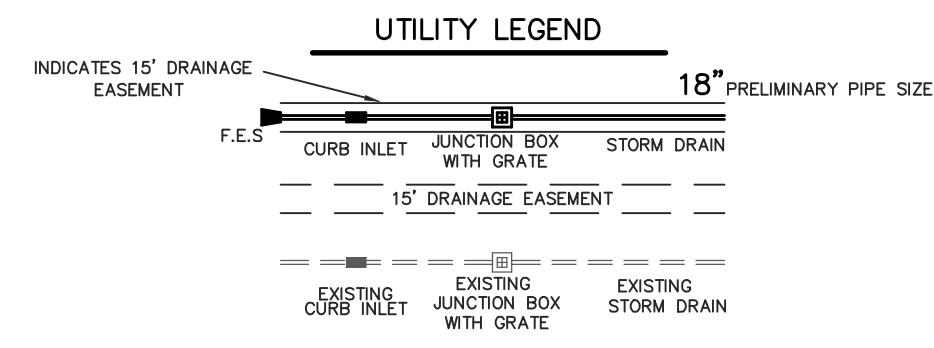 UTILITY LEGEND
INDICATES 15' DRAINAGE
EASEMENT
18" PRELIMINARY PIPE SIZE
F.E.S
CURB INLET
JUNCTION BOX
WITH GRATE
STORM DRAIN
15' DRAINAGE EASEMENT
EXISTING
CURB INLET
EXISTING
JUNCTION BOX
WITH GRATE
EXISTING
STORM DRAIN